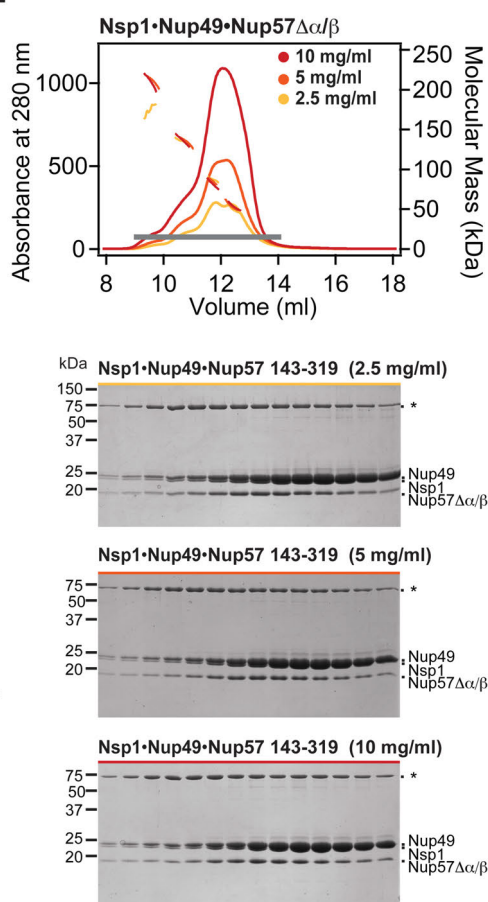 Nsp1•Nup49•Nup57Δα/β
10 mg/ml
5 mg/ml
2.5 mg/ml
Absorbance at 280 nm
1000
500
0
250
200
150
100
50
0
Molecular Mass (kDa)
8 10 12 14 16 18
Volume (ml)
kDa
Nsp1•Nup49•Nup57 143-319 (2.5 mg/ml)
150
75
*
50
37
25
Nup49
Nsp1
20
Nup57Δα/β
Nsp1•Nup49•Nup57 143-319 (5 mg/ml)
75
*
50
37
25
Nup49
20
Nsp1
Nup57Δα/β
Nsp1•Nup49•Nup57 143-319 (10 mg/ml)
75
*
50
37
25
Nup49
20
Nsp1
Nup57Δα/β